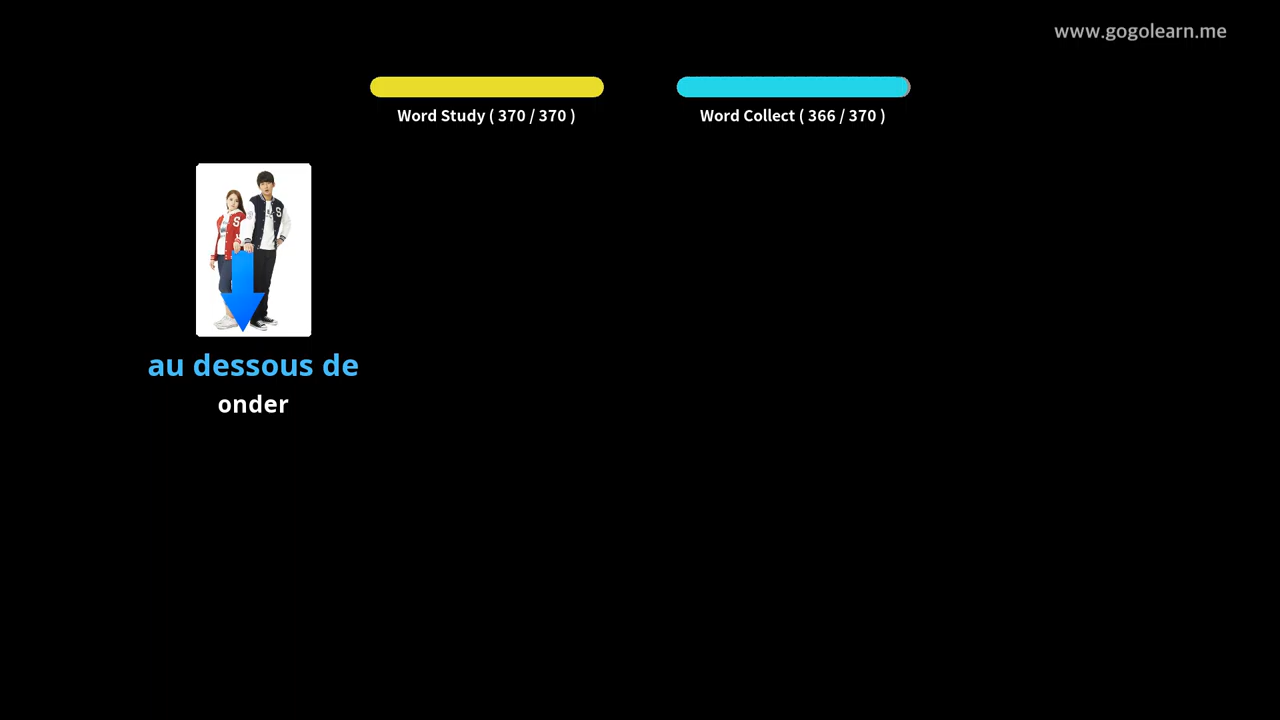 www.gogolearn.me
Word Study ( 370 / 370 )
Word Collect ( 366 / 370 )
S
S
au dessous de
onder